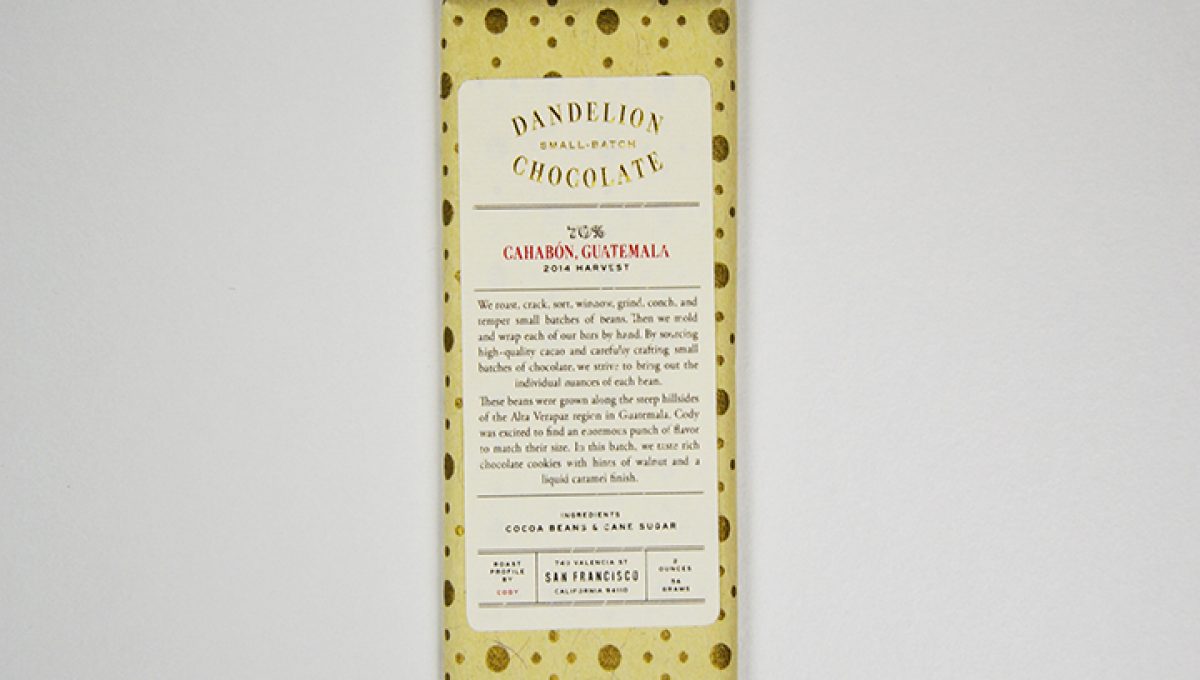 DANDELION
SMALL-BATCH
CHOCOLATE
70%
CAHABÓN, GUATEMALA
2014 HARVEST
We roast, crack, sort, winnow, grind, conch, and
temper small batches of beans. Then we mold
and wrap each of our bars by hand. By sourcing
high-quality cacao and carefully crafting small
batches of chocolate, we strive to bring out the
individual nuances of each bean.
These beans were grown along the steep hillsides
of the Alta Verapaz region in Guatemala. Cody
was excited to find an enormous punch of flavor
to match their size. In this batch, we taste rich
chocolate cookies with hints of walnut and a
liquid caramel finish.
INGREDIENTS
COCOA BEANS & CANE SUGAR
ROAST
PROFILE
BY
CODY
740 VALENCIA ST
SAN FRANCISCO
CALIFORNIA 94110
2
OUNCES
56
GRAMS